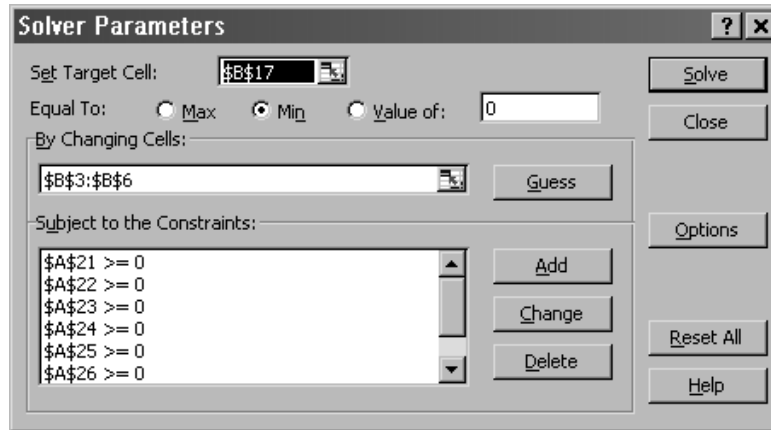 Solver Parameters
? ×
Set Target Cell: $B$17
Solve
Equal To: Max Min Value of: 0
Close
By Changing Cells:
$B$3:$B$6
Guess
Subject to the Constraints:
Options
$A$21 >= 0
$A$22 >= 0
$A$23 >= 0
$A$24 >= 0
$A$25 >= 0
$A$26 >= 0
Add
Change
Delete
Reset All
Help